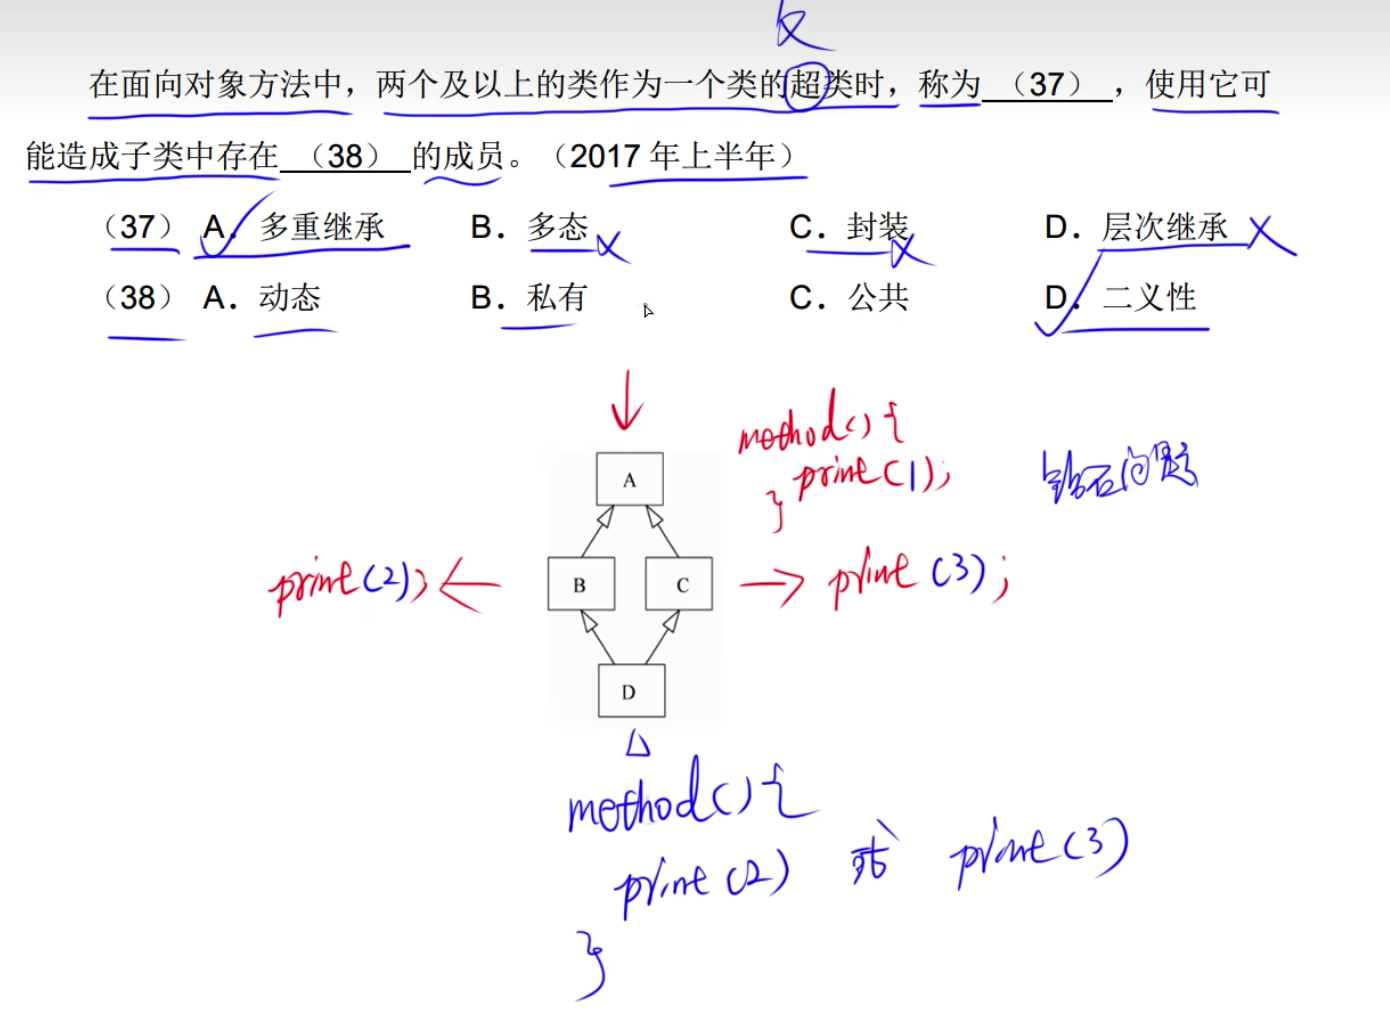 父
在面向对象方法中，两个及以上的类作为一个类的超类时，称为 （37） ，使用它可
能造成子类中存在 （38） 的成员。（2017 年上半年）
（37） A．多重继承 B．多态 C．封装 D．层次继承
（38） A．动态 B．私有 C．公共 D．二义性
method() {
print(1);
}
钻石问题
A
print(2);
B
C
print(3);
D
method() {
print(2) 或 print(3)
}